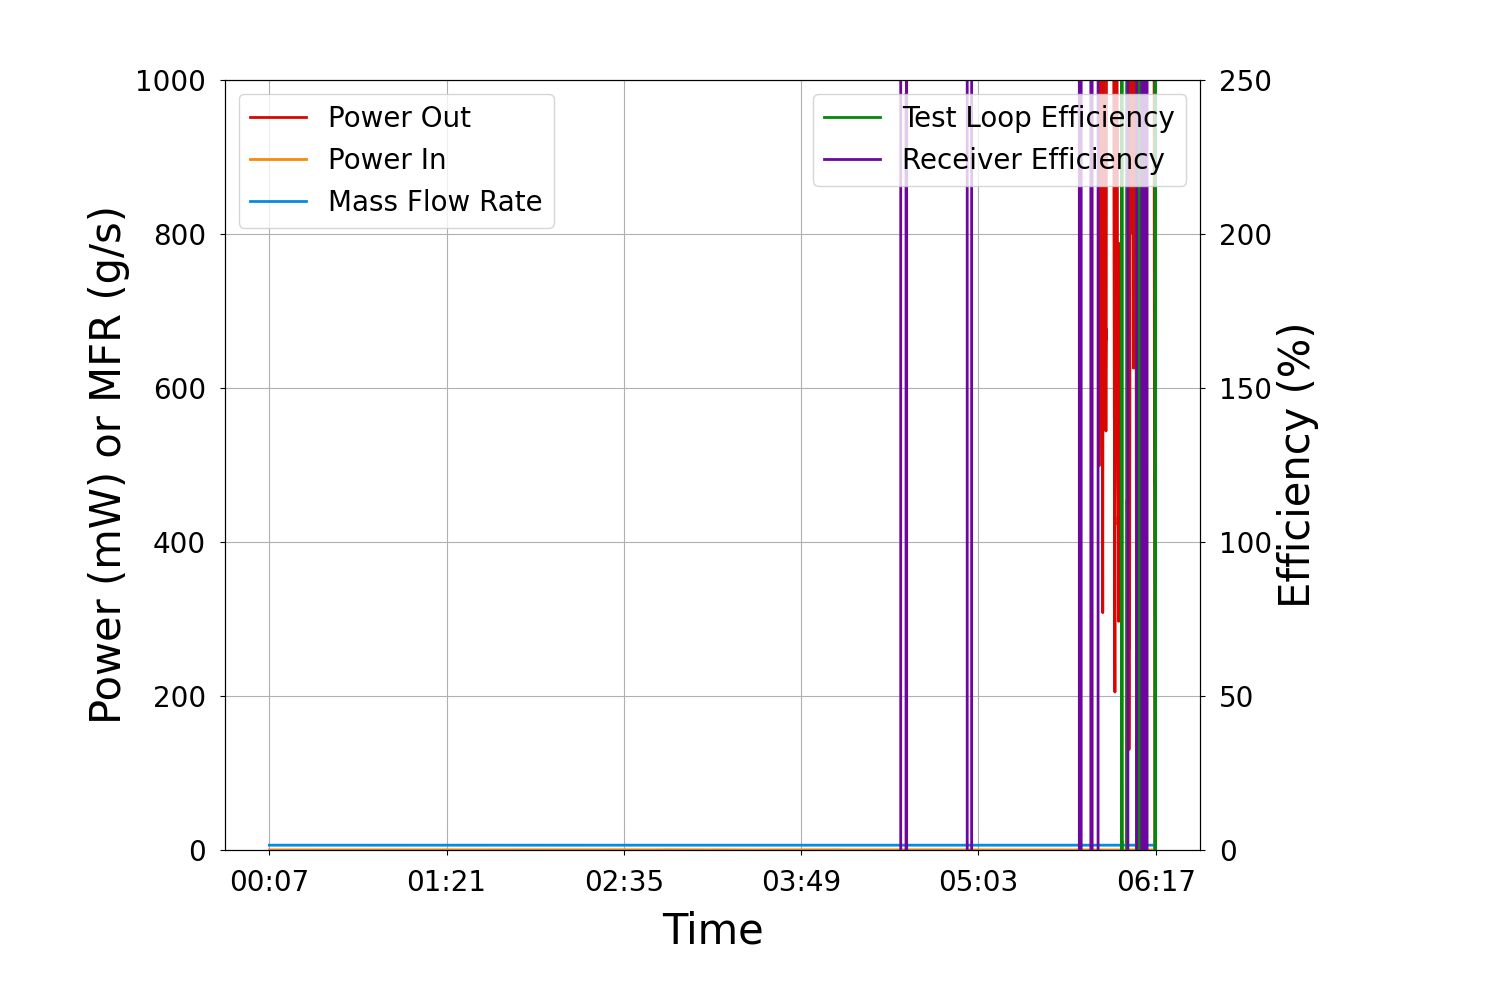 1000
800
600
400
200
0
Power (mW) or MFR (g/s)
Power Out
Power In
Mass Flow Rate
Test Loop Efficiency
Receiver Efficiency
250
200
150
100
50
0
Efficiency (%)
00:07 01:21 02:35 03:49 05:03 06:17
Time